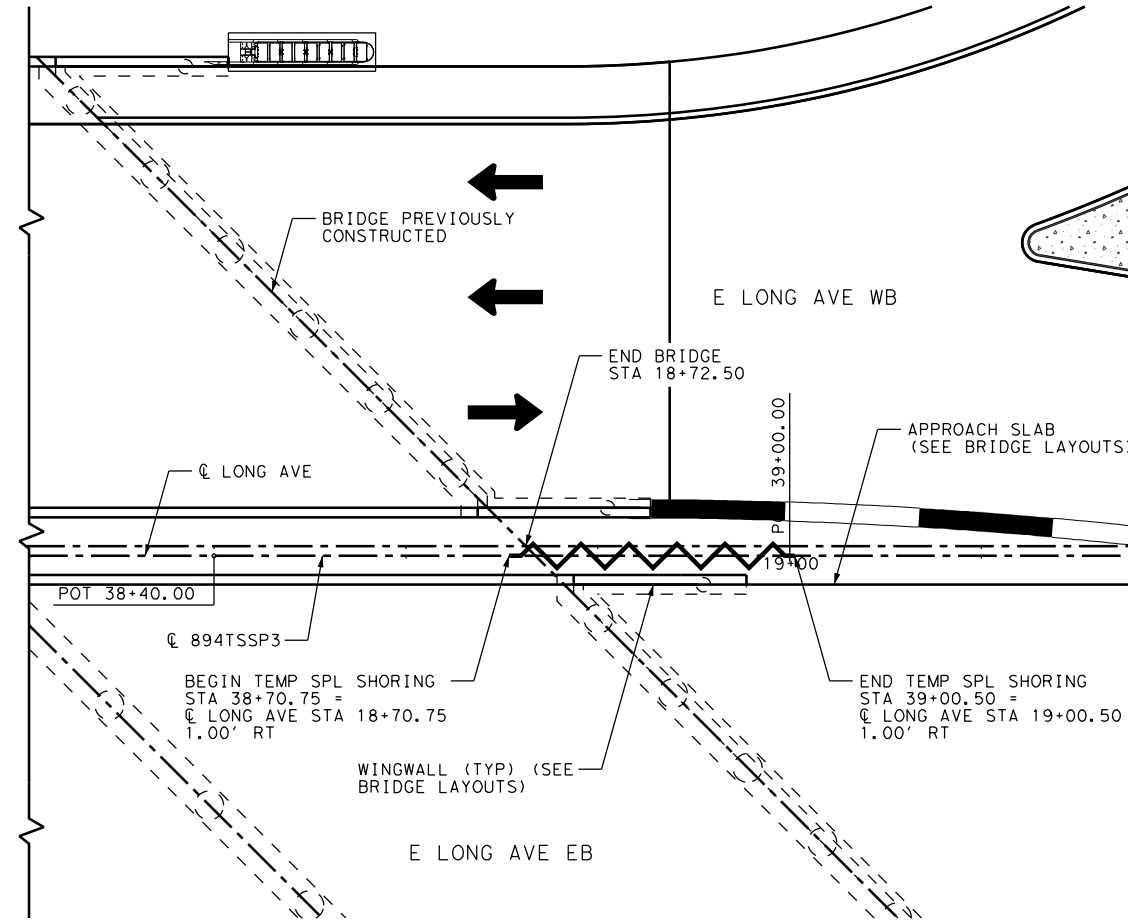 BRIDGE PREVIOUSLY
CONSTRUCTED
E LONG AVE WB
END BRIDGE
STA 18+72.50
39+00.00
APPROACH SLAB
(SEE BRIDGE LAYOUTS)
℄ LONG AVE
19+00
POT 38+40.00
℄ 894TSSP3
BEGIN TEMP SPL SHORING
STA 38+70.75 =
℄ LONG AVE STA 18+70.75
1.00' RT
END TEMP SPL SHORING
STA 39+00.50 =
℄ LONG AVE STA 19+00.50
1.00' RT
WINGWALL (TYP) (SEE
BRIDGE LAYOUTS)
E LONG AVE EB